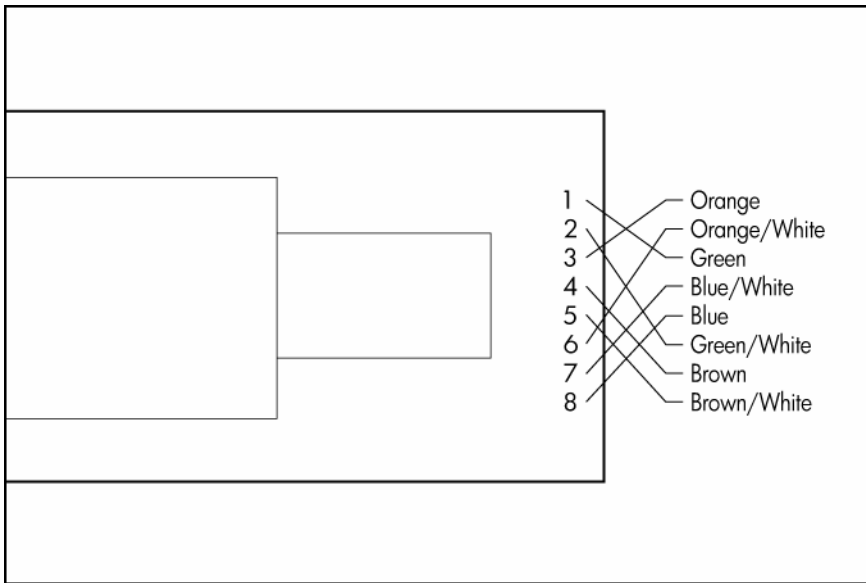 1 Orange
2 Orange/White
3 Green
4 Blue/White
5 Blue
6 Green/White
7 Brown
8 Brown/White